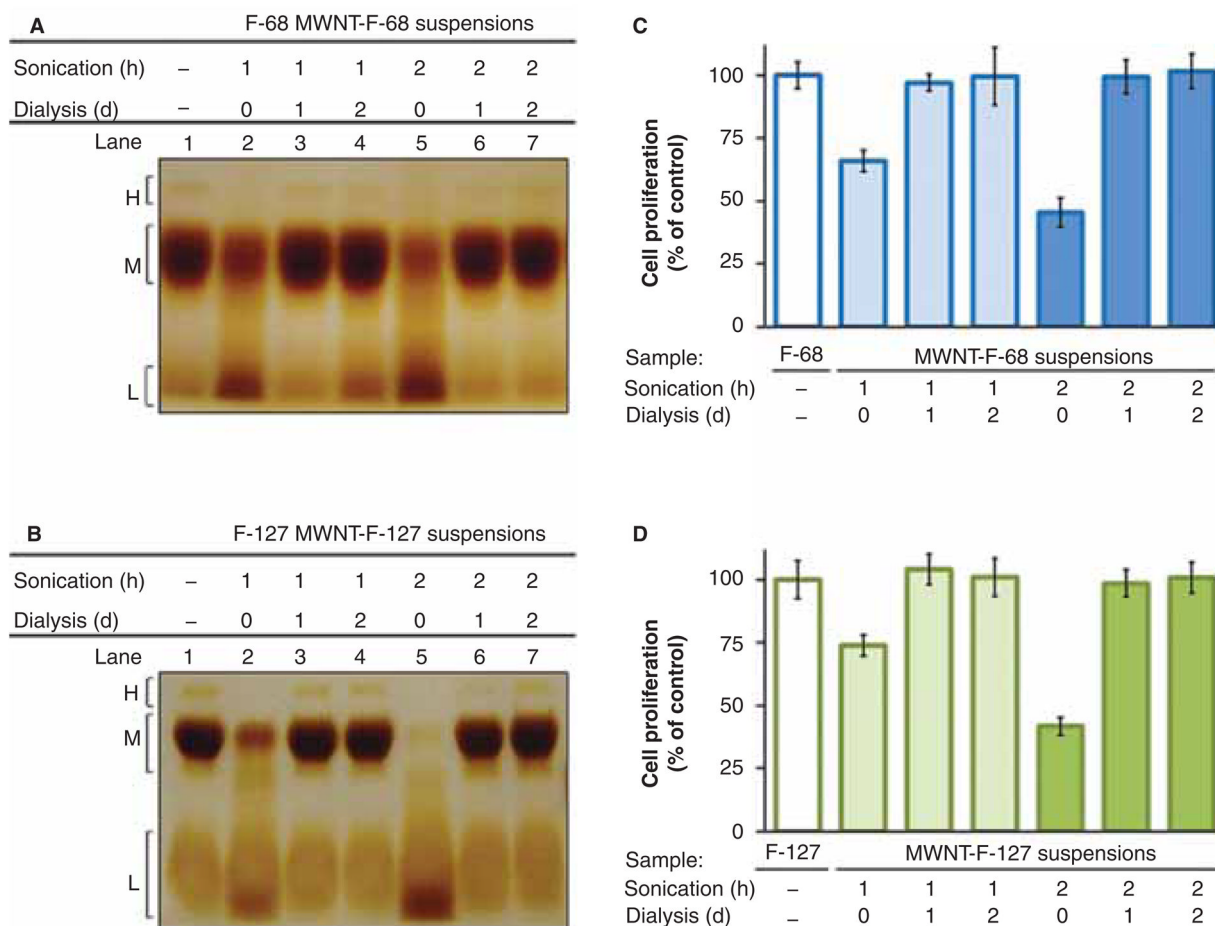 A
F-68 MWNT-F-68 suspensions
Sonication (h) – 1 1 1 2 2 2
Dialysis (d) – 0 1 2 0 1 2
Lane 1 2 3 4 5 6 7
H
M
L
B
F-127 MWNT-F-127 suspensions
Sonication (h) – 1 1 1 2 2 2
Dialysis (d) – 0 1 2 0 1 2
Lane 1 2 3 4 5 6 7
H
M
L
C
Cell proliferation
(% of control)
100
75
50
25
0
Sample: F-68 MWNT-F-68 suspensions
Sonication (h) – 1 1 1 2 2 2
Dialysis (d) – 0 1 2 0 1 2
D
Cell proliferation
(% of control)
100
75
50
25
0
Sample: F-127 MWNT-F-127 suspensions
Sonication (h) – 1 1 1 2 2 2
Dialysis (d) – 0 1 2 0 1 2